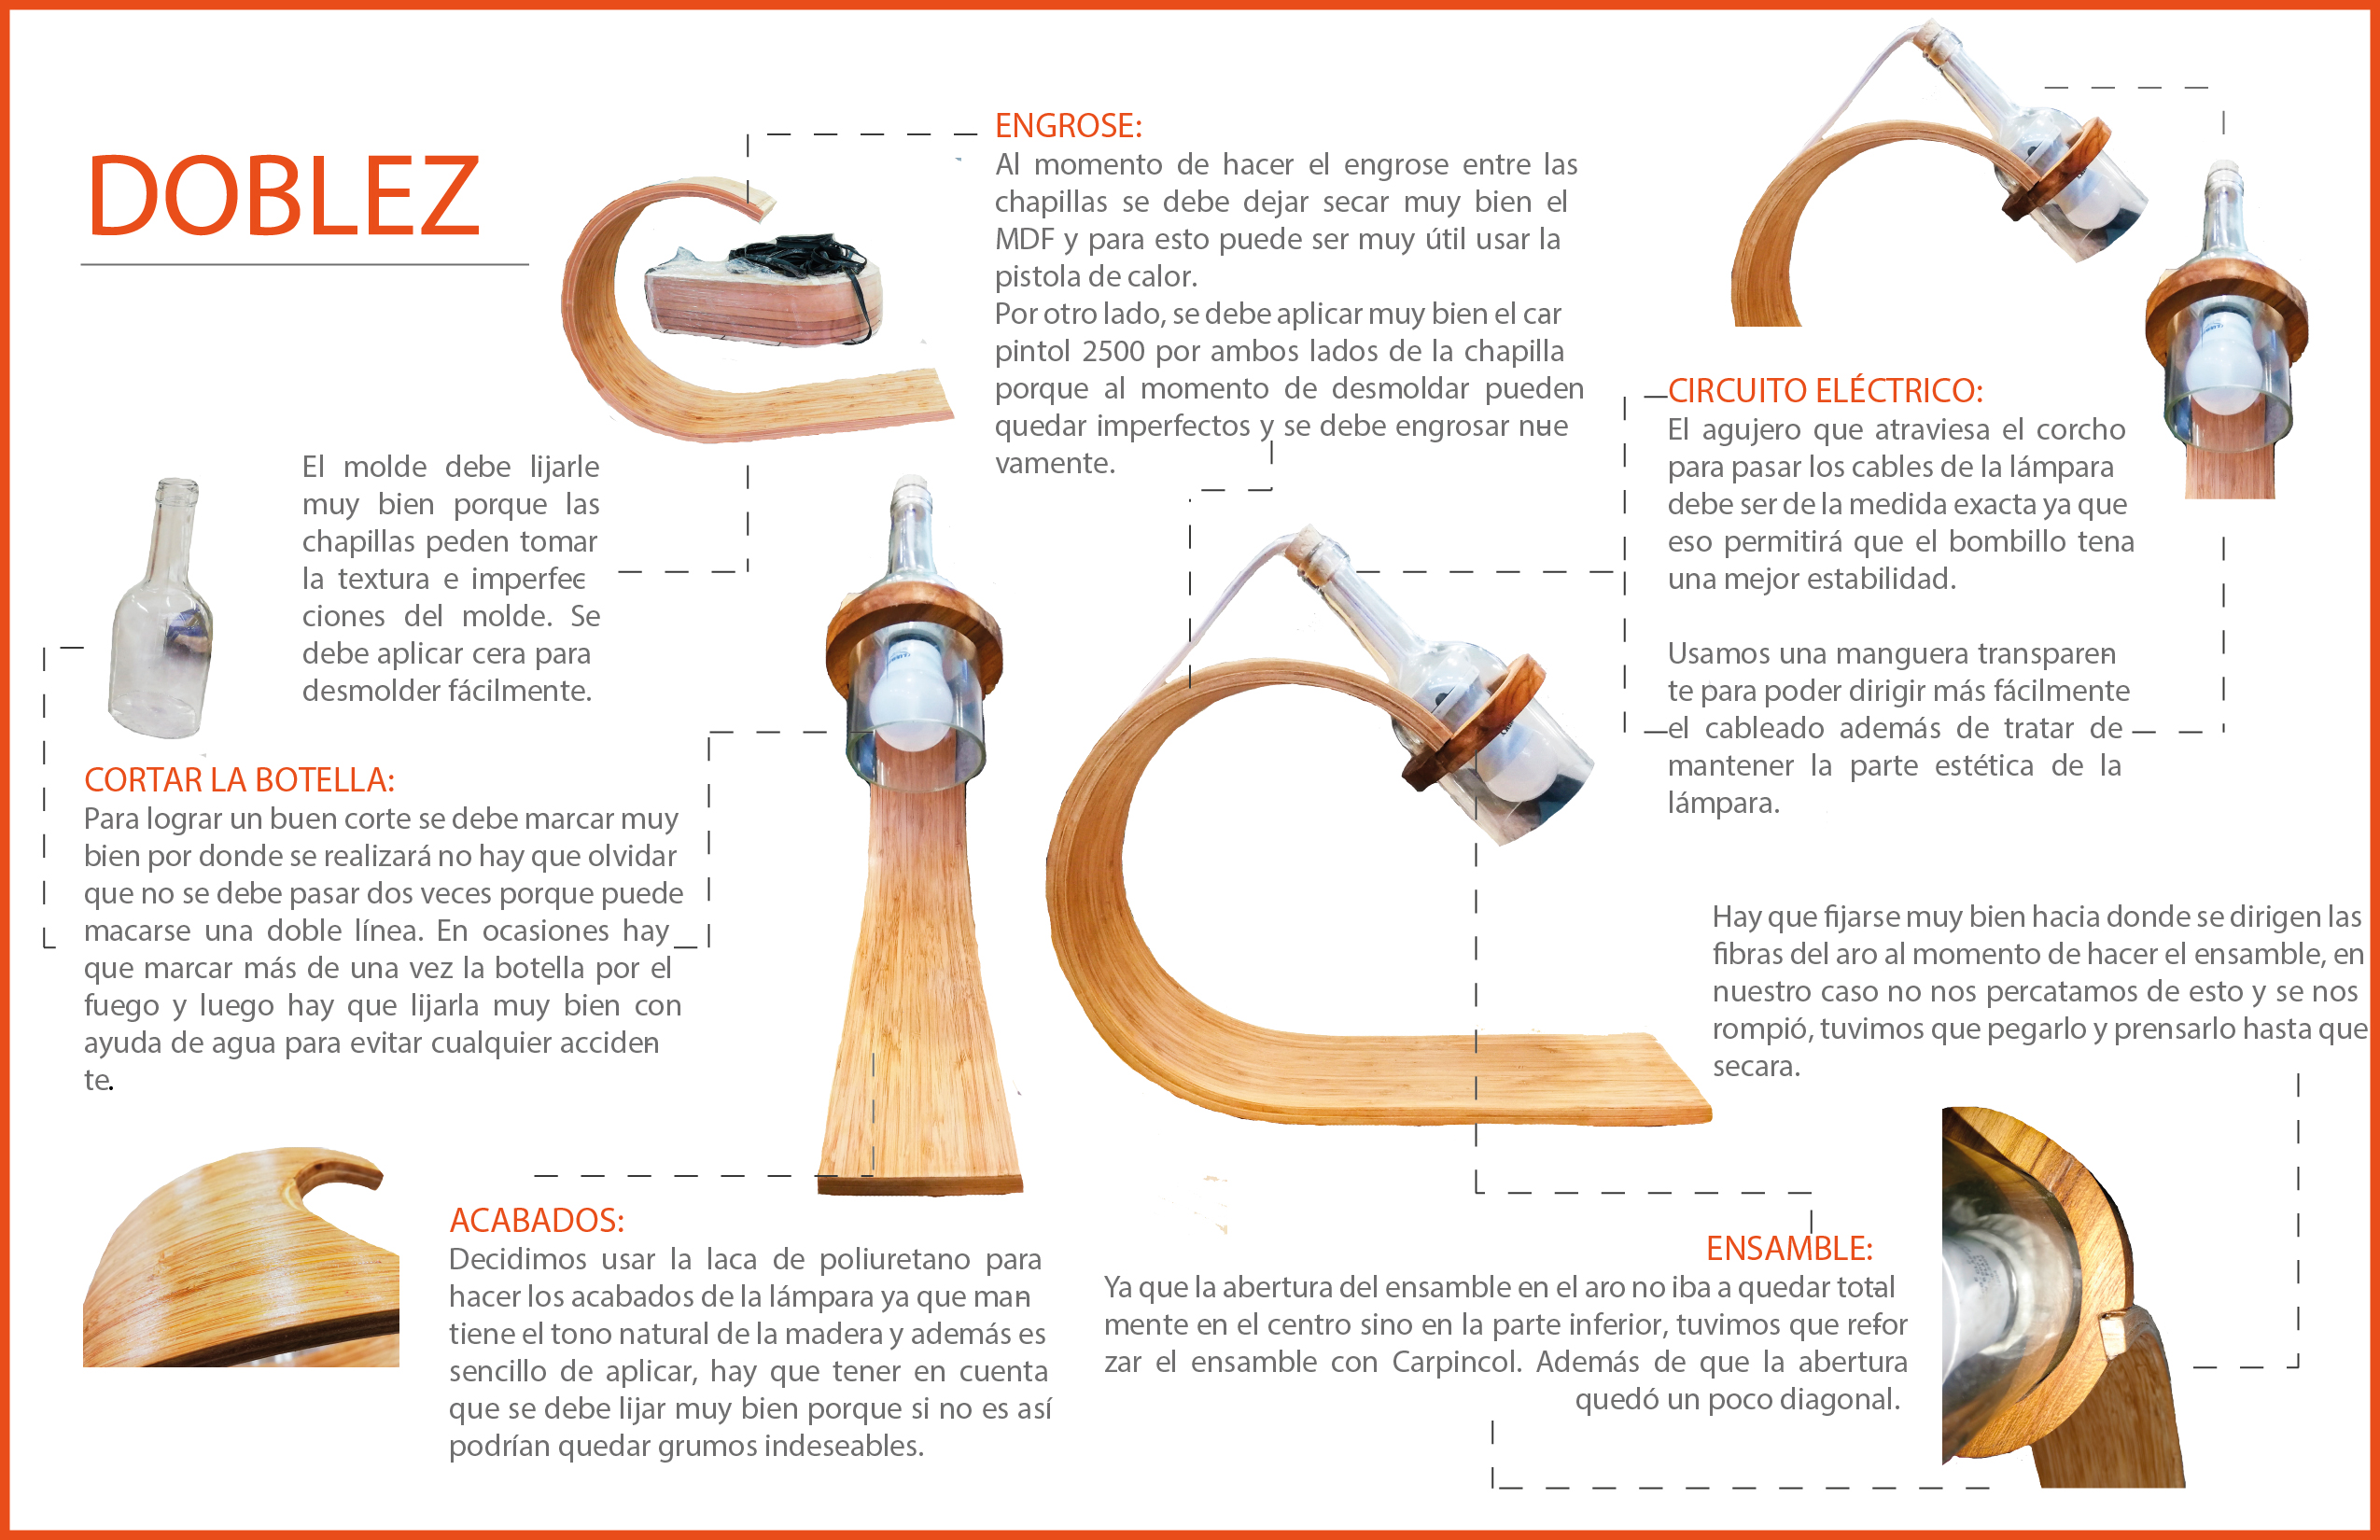 DOBLEZ
ENGROSE:
Al momento de hacer el engrose entre las
chapillas se debe dejar secar muy bien el
MDF y para esto puede ser muy útil usar la
pistola de calor.
Por otro lado, se debe aplicar muy bien el car
pintol 2500 por ambos lados de la chapilla
porque al momento de desmoldar pueden
quedar imperfectos y se debe engrosar nue-
vamente.
El molde debe lijarle
muy bien porque las
chapillas peden tomar
la textura e imperfec-
ciones del molde. Se
debe aplicar cera para
desmolder fácilmente.
CORTAR LA BOTELLA:
Para lograr un buen corte se debe marcar muy
bien por donde se realizará no hay que olvidar
que no se debe pasar dos veces porque puede
macarse una doble línea. En ocasiones hay
que marcar más de una vez la botella por el
fuego y luego hay que lijarla muy bien con
ayuda de agua para evitar cualquier acciden-
te.
CIRCUITO ELÉCTRICO:
El agujero que atraviesa el corcho
para pasar los cables de la lámpara
debe ser de la medida exacta ya que
eso permitirá que el bombillo tena
una mejor estabilidad.
Usamos una manguera transparen-
te para poder dirigir más fácilmente
el cableado además de tratar de
mantener la parte estética de la
lámpara.
Hay que fijarse muy bien hacia donde se dirigen las
fibras del aro al momento de hacer el ensamble, en
nuestro caso no nos percatamos de esto y se nos
rompió, tuvimos que pegarlo y prensarlo hasta que
secara.
ACABADOS:
Decidimos usar la laca de poliuretano para
hacer los acabados de la lámpara ya que man-
tiene el tono natural de la madera y además es
sencillo de aplicar, hay que tener en cuenta
que se debe lijar muy bien porque si no es así
podrían quedar grumos indeseables.
ENSAMBLE:
Ya que la abertura del ensamble en el aro no iba a quedar total-
mente en el centro sino en la parte inferior, tuvimos que refor-
zar el ensamble con Carpincol. Además de que la abertura
quedó un poco diagonal.